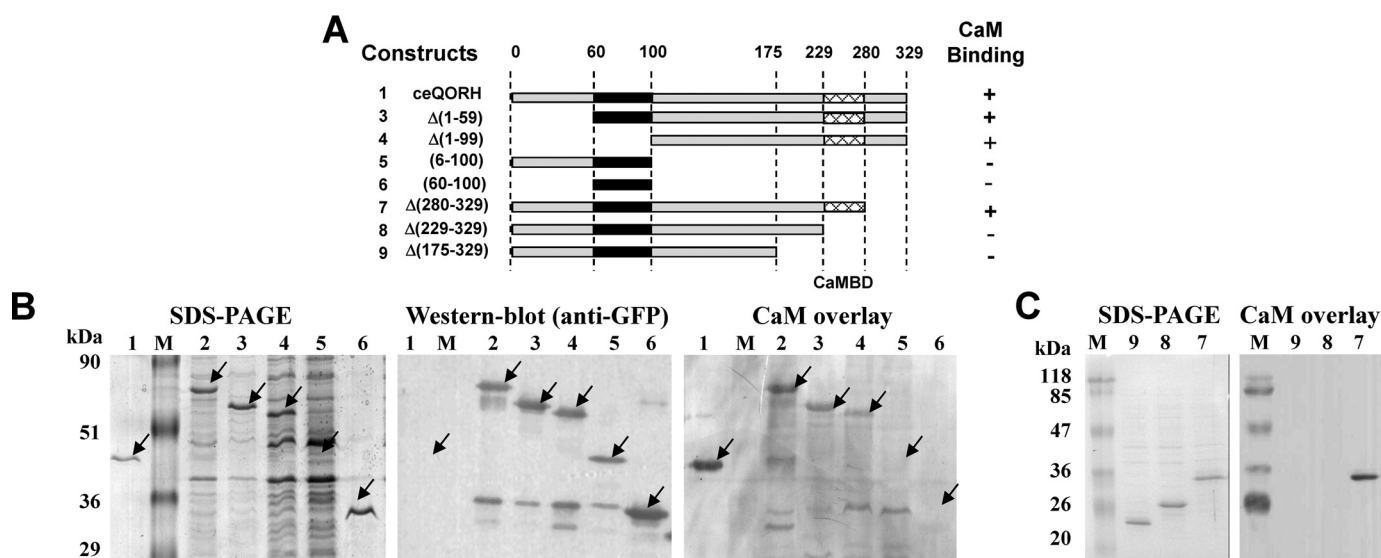 A
Constructs 0 60 100 175 229 280 329 CaM Binding
1 ceQORH +
3 Δ(1-59) +
4 Δ(1-99) +
5 (6-100) -
6 (60-100) -
7 Δ(280-329) +
8 Δ(229-329) -
9 Δ(175-329) -
CaMBD
B
SDS-PAGE Western-blot (anti-GFP) CaM overlay
kDa 1 M 2 3 4 5 6 1 M 2 3 4 5 6 1 M 2 3 4 5 6
90
51
36
29
C
SDS-PAGE CaM overlay
kDa M 9 8 7 M 9 8 7
118
85
47
36
26
20